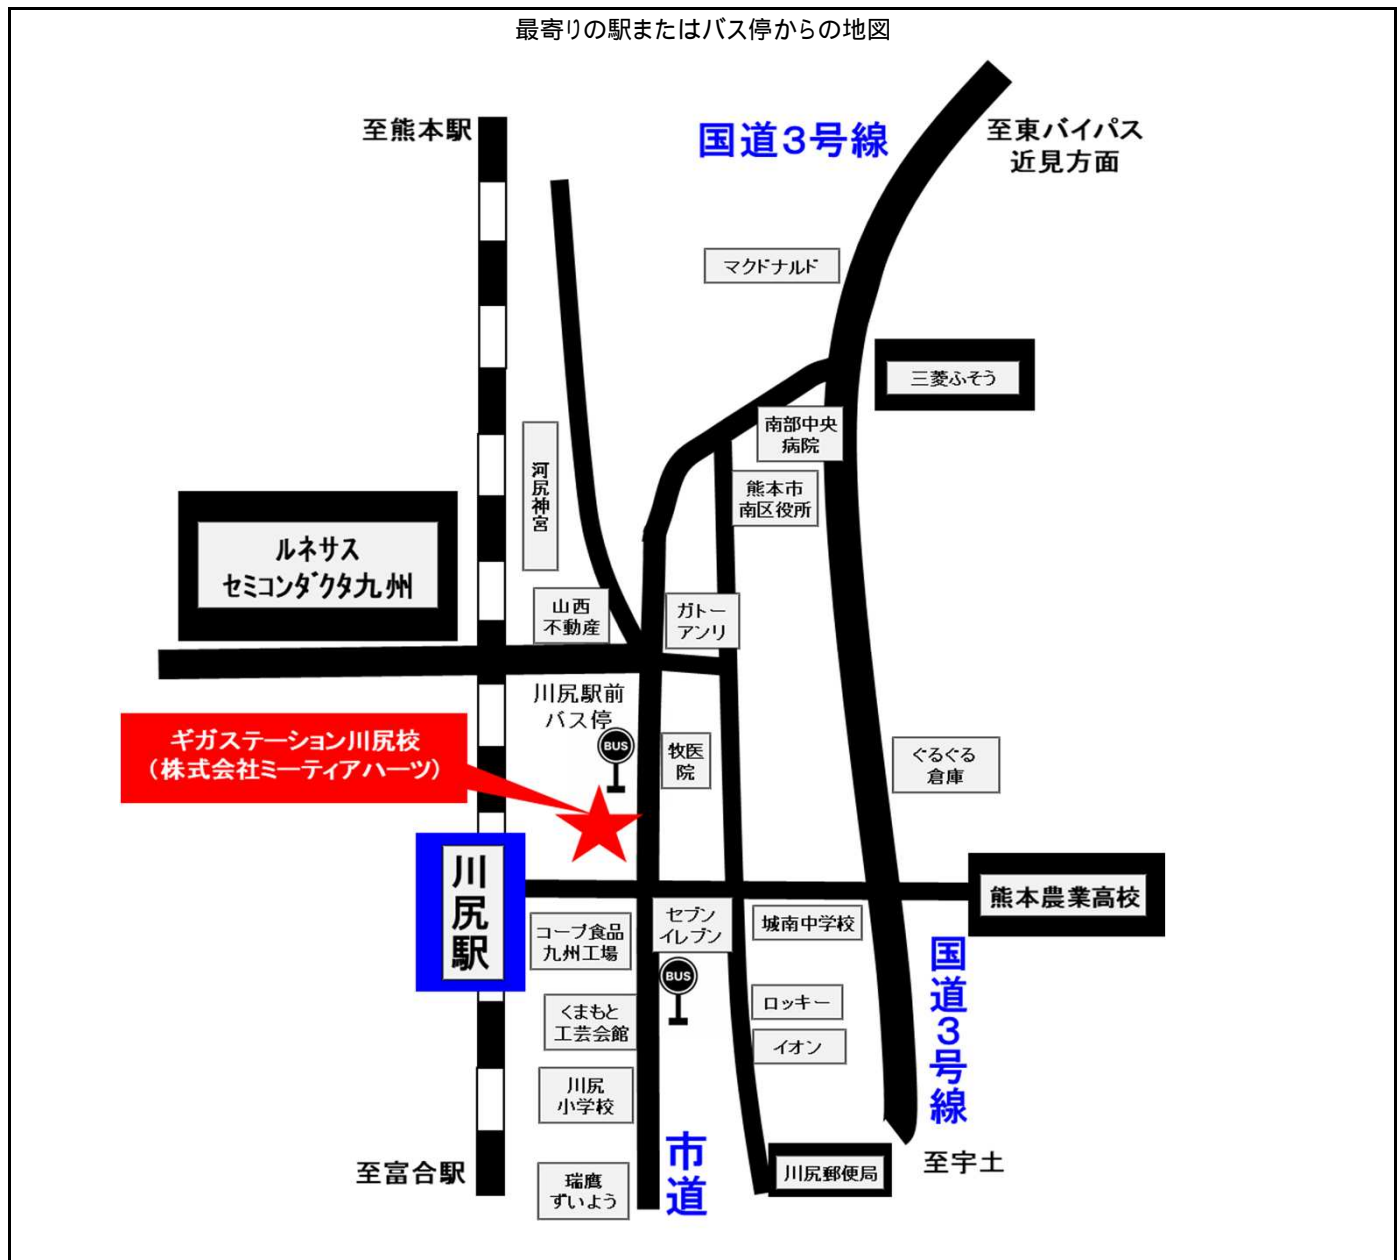 最寄りの駅またはバス停からの地図
至熊本駅
国道3号線
至東バイパス
近見方面
マクドナルド
三菱ふそう
南部中央
病院
河尻神宮
熊本市
南区役所
ルネサス
セミコンダクタ九州
山西
不動産
ガトー
アンリ
川尻駅前
バス停
BUS
牧医
院
ギガステーション川尻校
(株式会社ミーティアハーツ)
ぐるぐる
倉庫
川尻駅
熊本農業高校
コープ食品
九州工場
セブン
イレブン
城南中学校
BUS
国道3号線
ロッキー
くまもと
工芸会館
イオン
川尻
小学校
市道
至富合駅
瑞鷹
ずいよう
川尻郵便局
至宇土